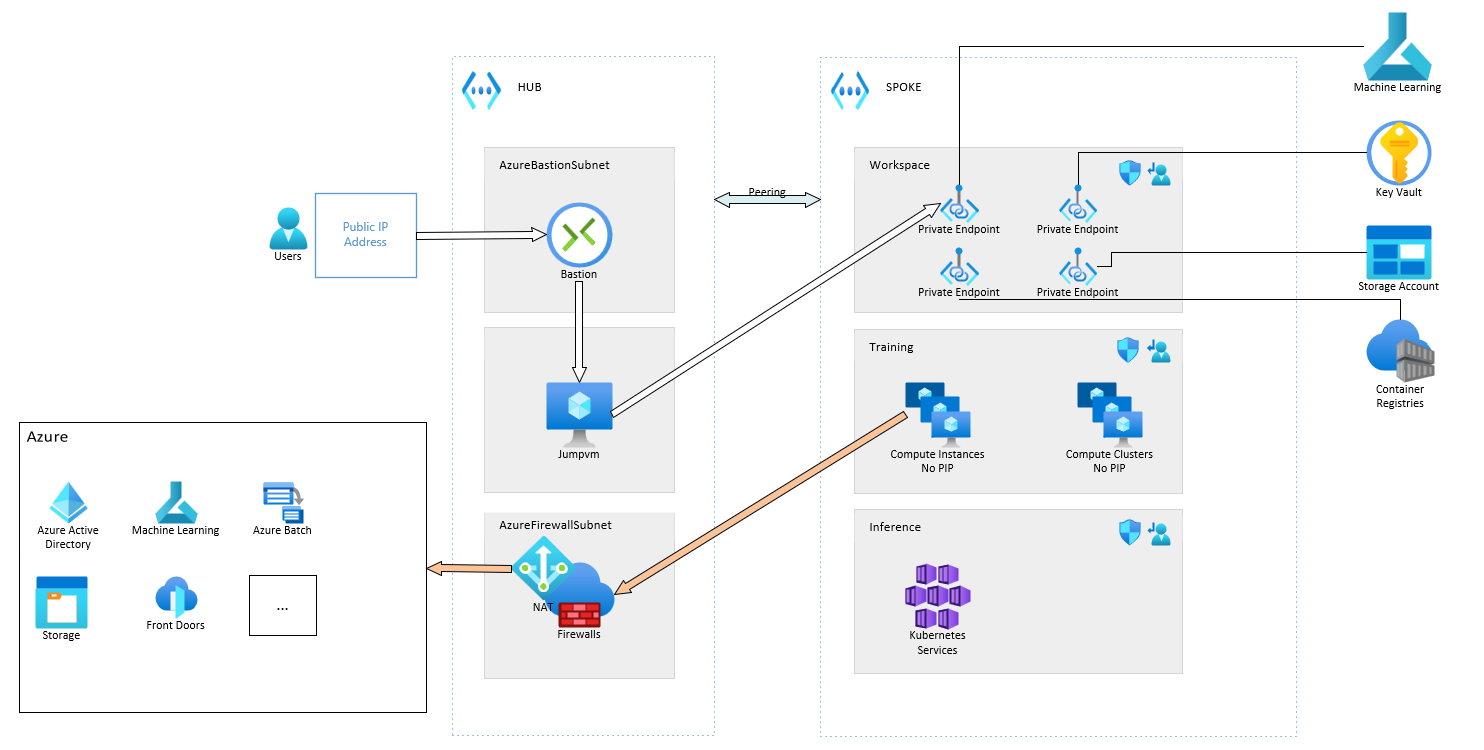 HUB
SPOKE
Machine Learning
AzureBastionSubnet
Workspace
Key Vault
Peering
Public IP
Address
Users
Bastion
Private Endpoint
Private Endpoint
Private Endpoint
Private Endpoint
Storage Account
Training
Container
Registries
Azure
Jumpvm
Compute Instances
No PIP
Compute Clusters
No PIP
AzureFirewallSubnet
Inference
Azure Active
Directory
Machine Learning
Azure Batch
NAT
Firewalls
Storage
Front Doors
...
Kubernetes
Services